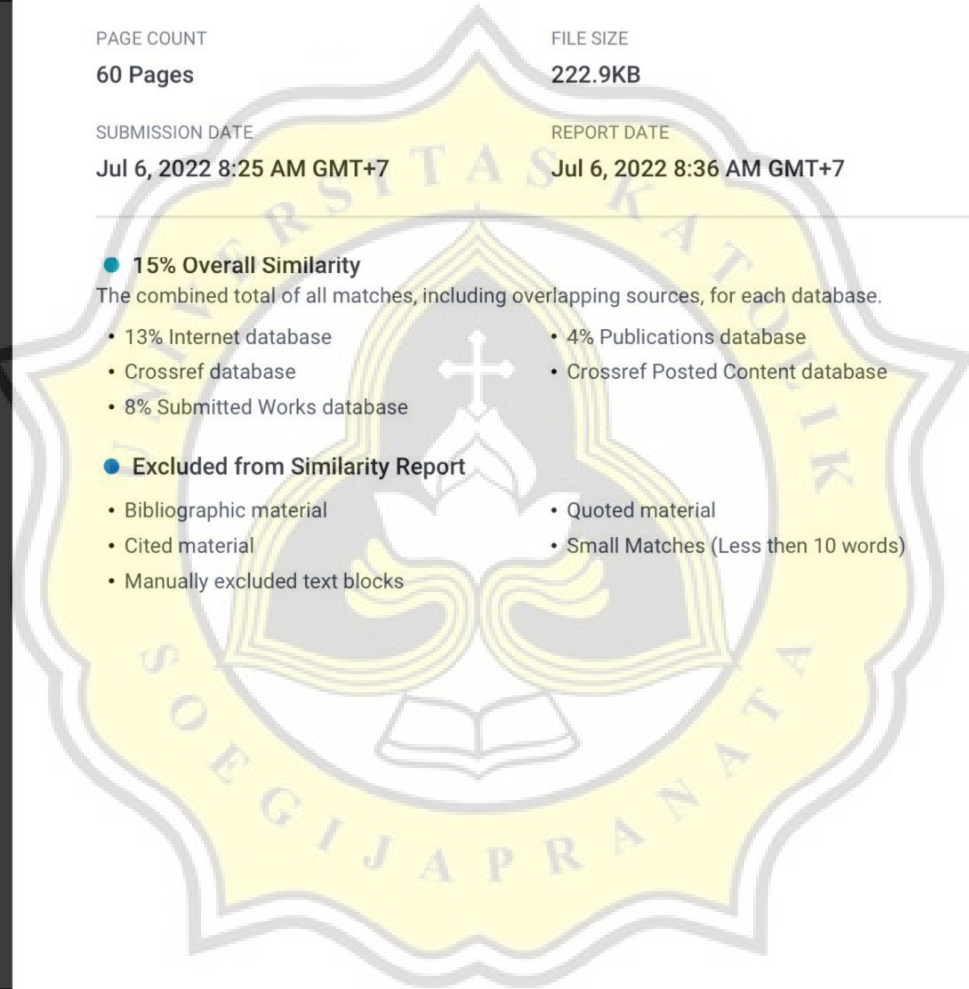 PAGE COUNT
60 Pages
FILE SIZE
222.9KB
SUBMISSION DATE
Jul 6, 2022 8:25 AM GMT+7
REPORT DATE
Jul 6, 2022 8:36 AM GMT+7
15% Overall Similarity
The combined total of all matches, including overlapping sources, for each database.
• 13% Internet database
• 4% Publications database
• Crossref database
• Crossref Posted Content database
• 8% Submitted Works database
Excluded from Similarity Report
• Bibliographic material
• Quoted material
• Cited material
• Small Matches (Less then 10 words)
• Manually excluded text blocks
UNIVERSITAS KATOLIK
SOEGIJAPRANATA